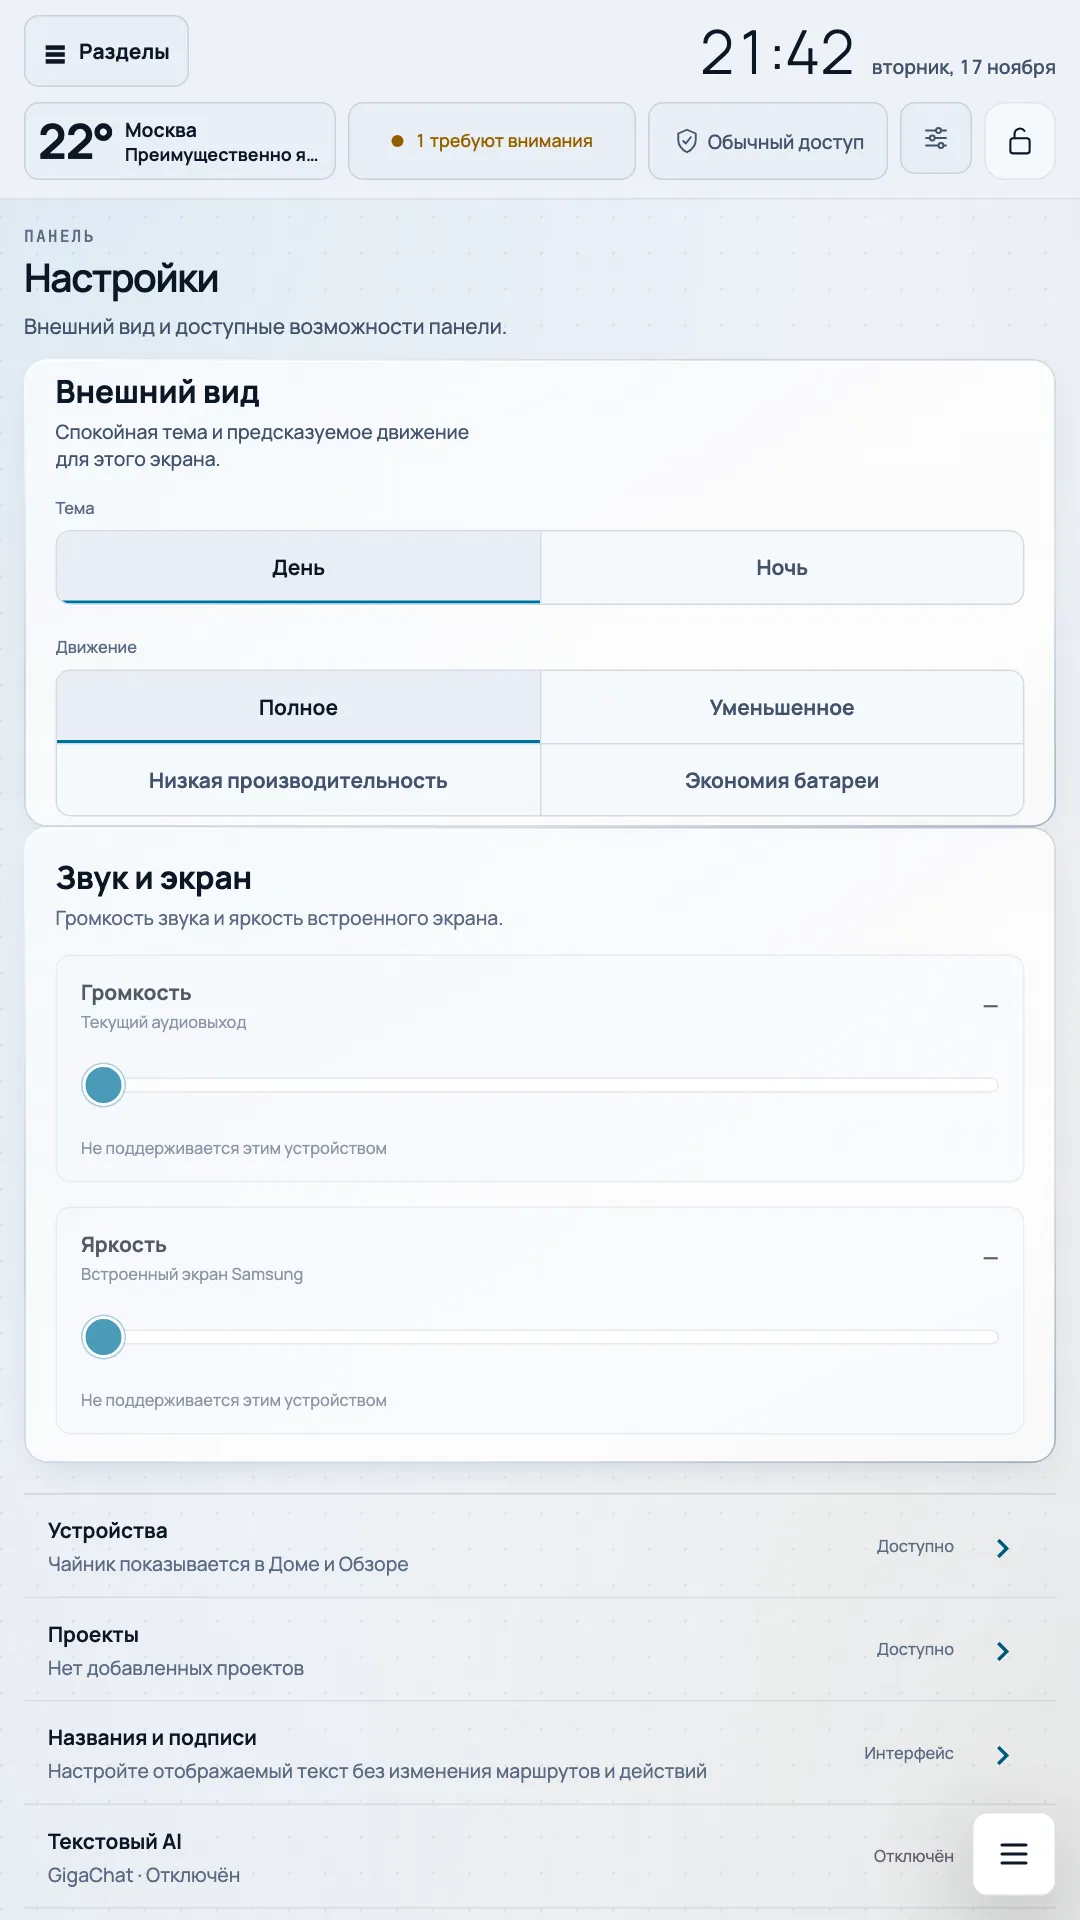 Разделы
21:42
вторник, 17 ноября
22°
Москва
Преимущественно я...
1 требуют внимания
Обычный доступ
ПАНЕЛЬ
Настройки
Внешний вид и доступные возможности панели.
Внешний вид
Спокойная тема и предсказуемое движение
для этого экрана.
Тема
День
Ночь
Движение
Полное
Уменьшенное
Низкая производительность
Экономия батареи
Звук и экран
Громкость звука и яркость встроенного экрана.
Громкость
—
Текущий аудиовыход
Не поддерживается этим устройством
Яркость
—
Встроенный экран Samsung
Не поддерживается этим устройством
Устройства
Чайник показывается в Доме и Обзоре
Доступно
Проекты
Нет добавленных проектов
Доступно
Названия и подписи
Настройте отображаемый текст без изменения маршрутов и действий
Интерфейс
Текстовый AI
GigaChat · Отключён
Отключён